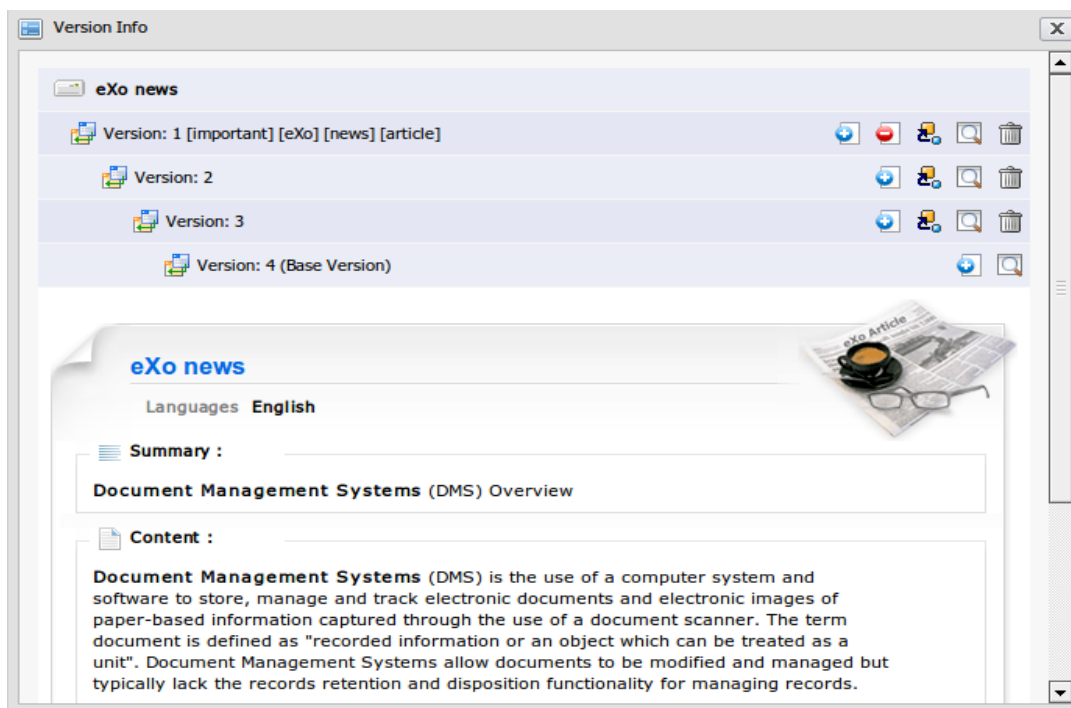 Version Info
eXo news
Version: 1 [important] [eXo] [news] [article]
Version: 2
Version: 3
Version: 4 (Base Version)
eXo Article
eXo news
Languages English
Summary :
Document Management Systems (DMS) Overview
Content :
Document Management Systems (DMS) is the use of a computer system and
software to store, manage and track electronic documents and electronic images of
paper-based information captured through the use of a document scanner. The term
document is defined as "recorded information or an object which can be treated as a
unit". Document Management Systems allow documents to be modified and managed but
typically lack the records retention and disposition functionality for managing records.